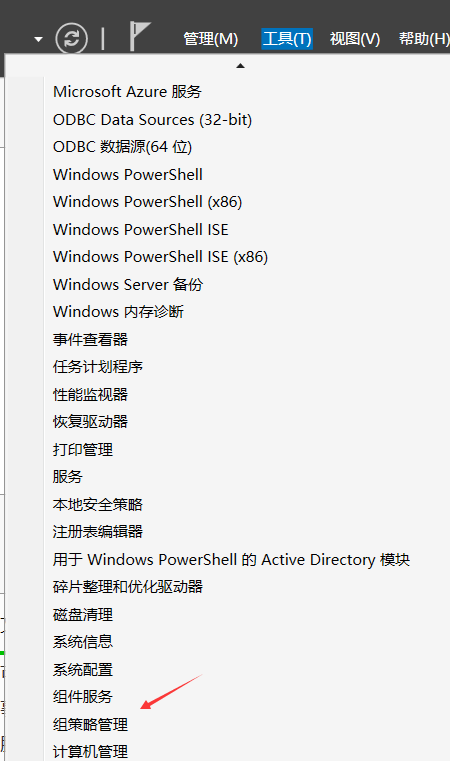 管理(M) 工具(T) 视图(V) 帮助(H)
Microsoft Azure 服务
ODBC Data Sources (32-bit)
ODBC 数据源(64 位)
Windows PowerShell
Windows PowerShell (x86)
Windows PowerShell ISE
Windows PowerShell ISE (x86)
Windows Server 备份
Windows 内存诊断
事件查看器
任务计划程序
性能监视器
恢复驱动器
打印管理
服务
本地安全策略
注册表编辑器
用于 Windows PowerShell 的 Active Directory 模块
碎片整理和优化驱动器
磁盘清理
系统信息
系统配置
组件服务
组策略管理
计算机管理